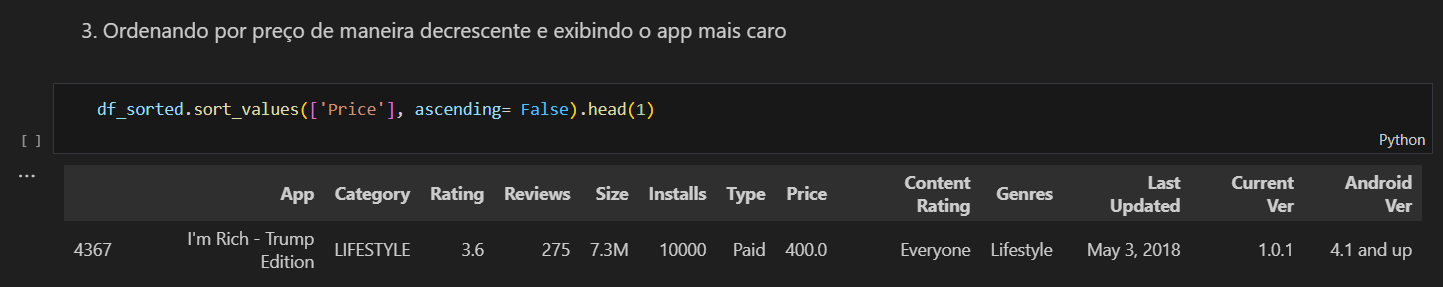 3. Ordenando por preço de maneira decrescente e exibindo o app mais caro
df_sorted.sort_values(['Price'], ascending= False).head(1)
[ ]
Python
...
App Category Rating Reviews Size Installs Type Price Content Rating Genres Last Updated Current Ver Android Ver
4367 I'm Rich - Trump Edition LIFESTYLE 3.6 275 7.3M 10000 Paid 400.0 Everyone Lifestyle May 3, 2018 1.0.1 4.1 and up